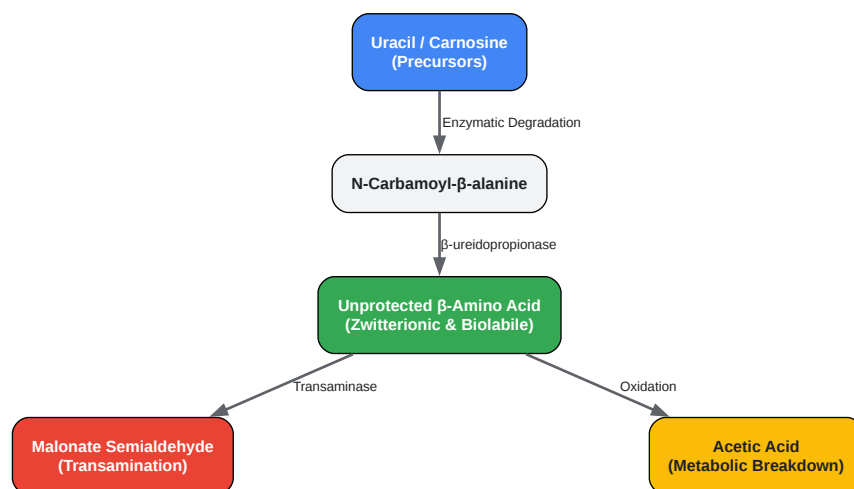 Uracil / Carnosine
(Precursors)
Enzymatic Degradation
N-Carbamoyl-β-alanine
β-ureidopropionase
Unprotected β-Amino Acid
(Zwitterionic & Biolabile)
Transaminase
Oxidation
Malonate Semialdehyde
(Transamination)
Acetic Acid
(Metabolic Breakdown)